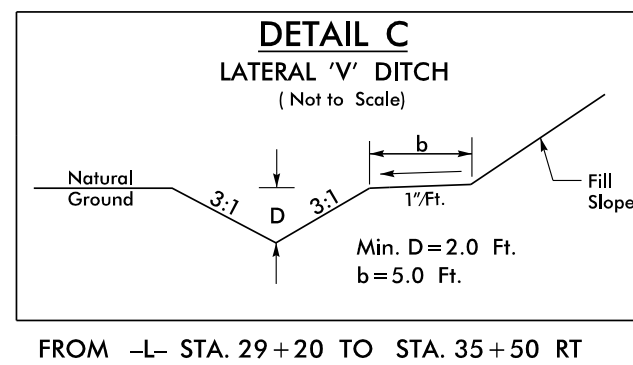 DETAIL C
LATERAL 'V' DITCH
( Not to Scale)
b
Natural
Ground
3:1
D
3:1
1"/Ft.
Fill
Slope
Min. D = 2.0 Ft.
b = 5.0 Ft.
FROM -L- STA. 29 + 20 TO STA. 35 + 50 RT